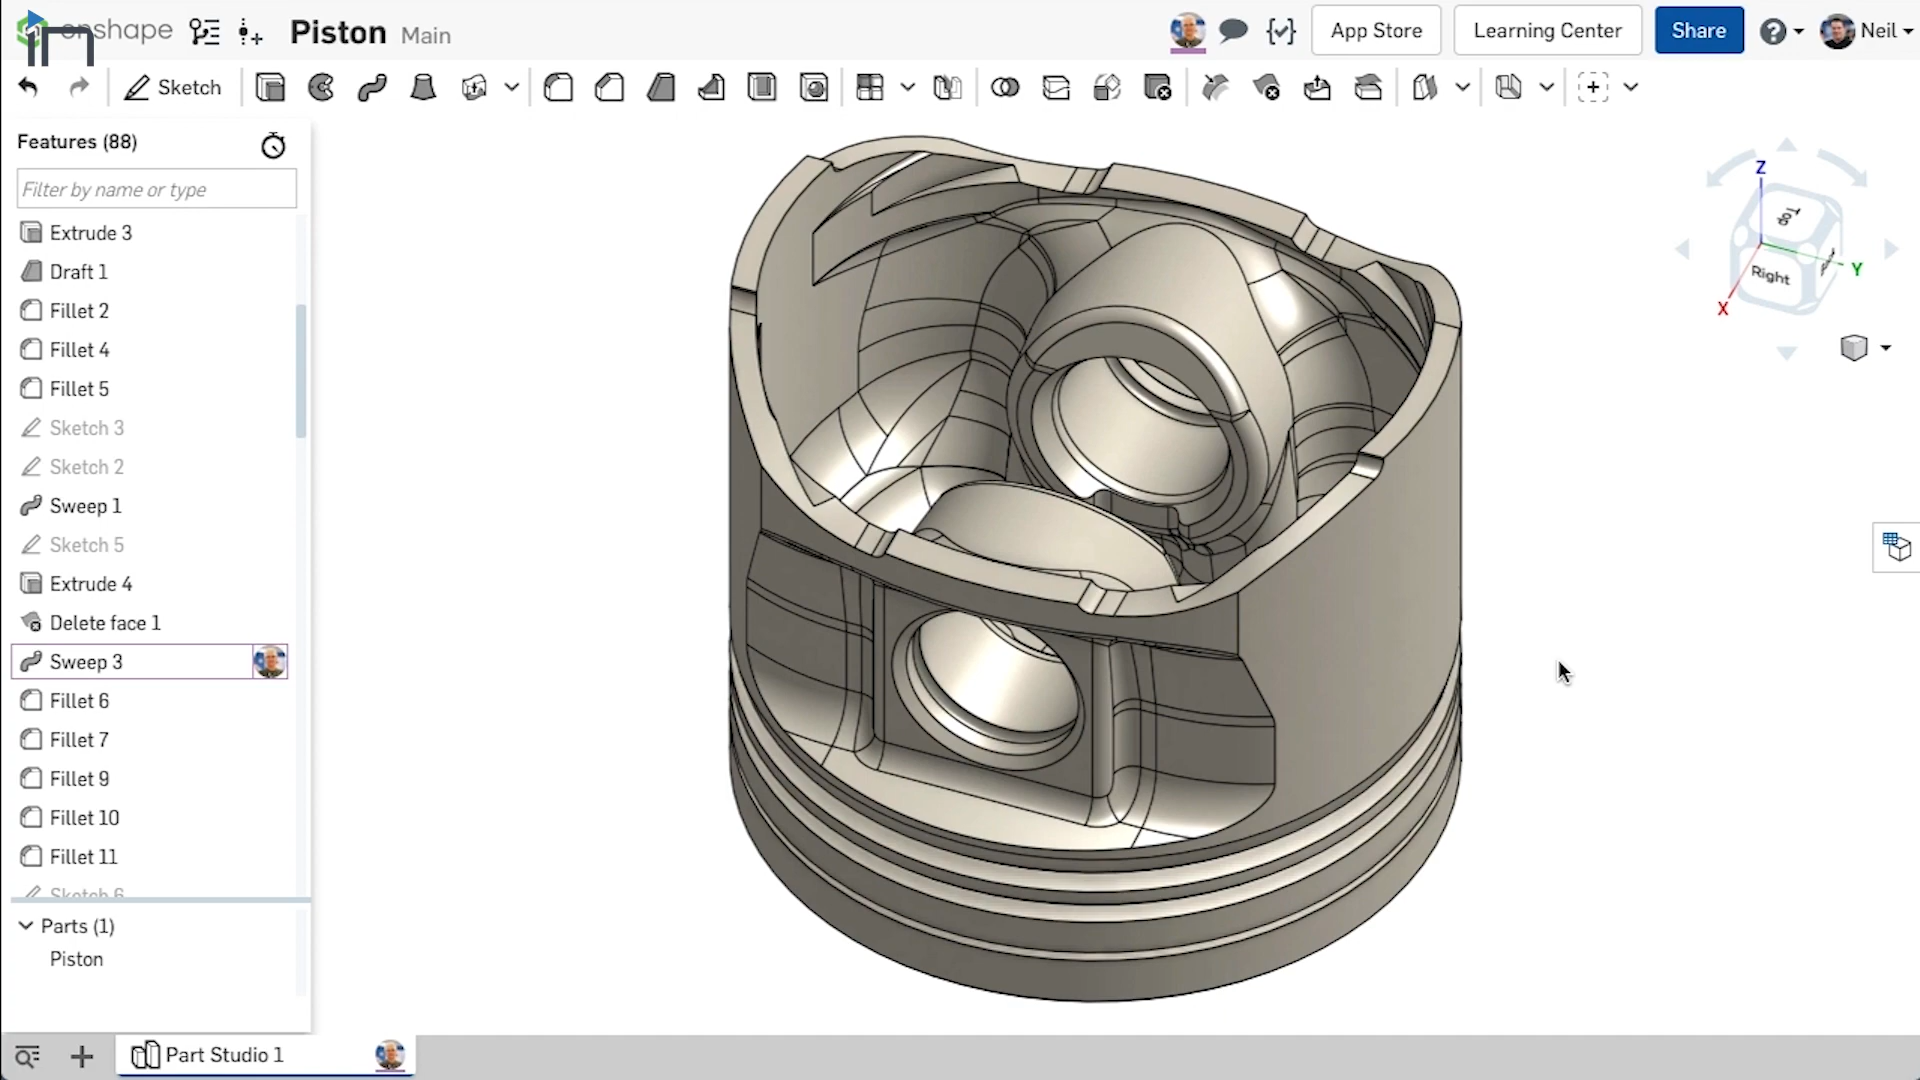 onshape
Piston Main
App Store
Learning Center
Share
Neil
Sketch
Features (88)
Filter by name or type
Extrude 3
Draft 1
Fillet 2
Fillet 4
Fillet 5
Sketch 3
Sketch 2
Sweep 1
Sketch 5
Extrude 4
Delete face 1
Sweep 3
Fillet 6
Fillet 7
Fillet 9
Fillet 10
Fillet 11
Sketch 6
Parts (1)
Piston
Part Studio 1
Z
Top
Right
Y
X